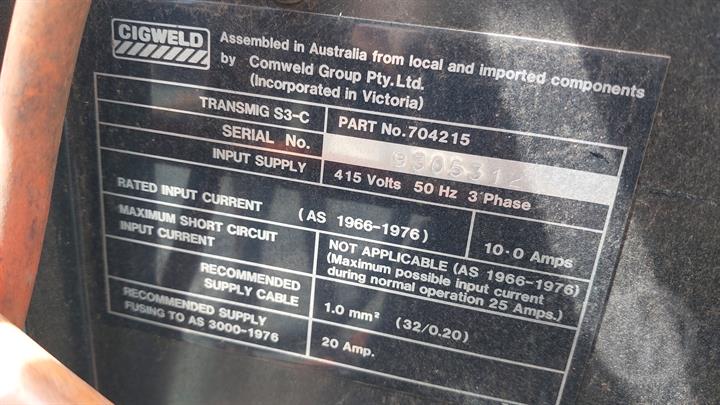 CIGWELD
Assembled in Australia from local and imported components
by Comweld Group Pty. Ltd.
(Incorporated in Victoria)
TRANSMIG S3-C
PART No. 704215
SERIAL No.
INPUT SUPPLY
415 Volts 50 Hz 3 Phase
RATED INPUT CURRENT (AS 1966-1976)
10·0 Amps
MAXIMUM SHORT CIRCUIT
INPUT CURRENT
NOT APPLICABLE (AS 1966-1976)
(Maximum possible input current
during normal operation 25 Amps.)
RECOMMENDED
SUPPLY CABLE
1.0 mm² (32/0.20)
RECOMMENDED SUPPLY
FUSING TO AS 3000-1976
20 Amp.